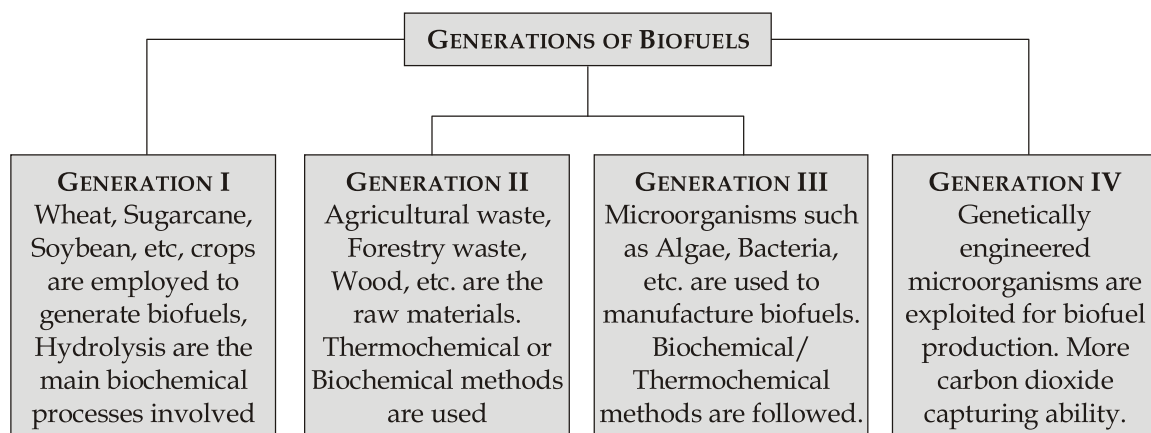 GENERATIONS OF BIOFUELS
GENERATION I
Wheat, Sugarcane,
Soybean, etc, crops
are employed to
generate biofuels,
Hydrolysis are the
main biochemical
processes involved
GENERATION II
Agricultural waste,
Forestry waste,
Wood, etc. are the
raw materials.
Thermochemical or
Biochemical methods
are used
GENERATION III
Microorganisms such
as Algae, Bacteria,
etc. are used to
manufacture biofuels.
Biochemical/
Thermochemical
methods are followed.
GENERATION IV
Genetically
engineered
microorganisms are
exploited for biofuel
production. More
carbon dioxide
capturing ability.